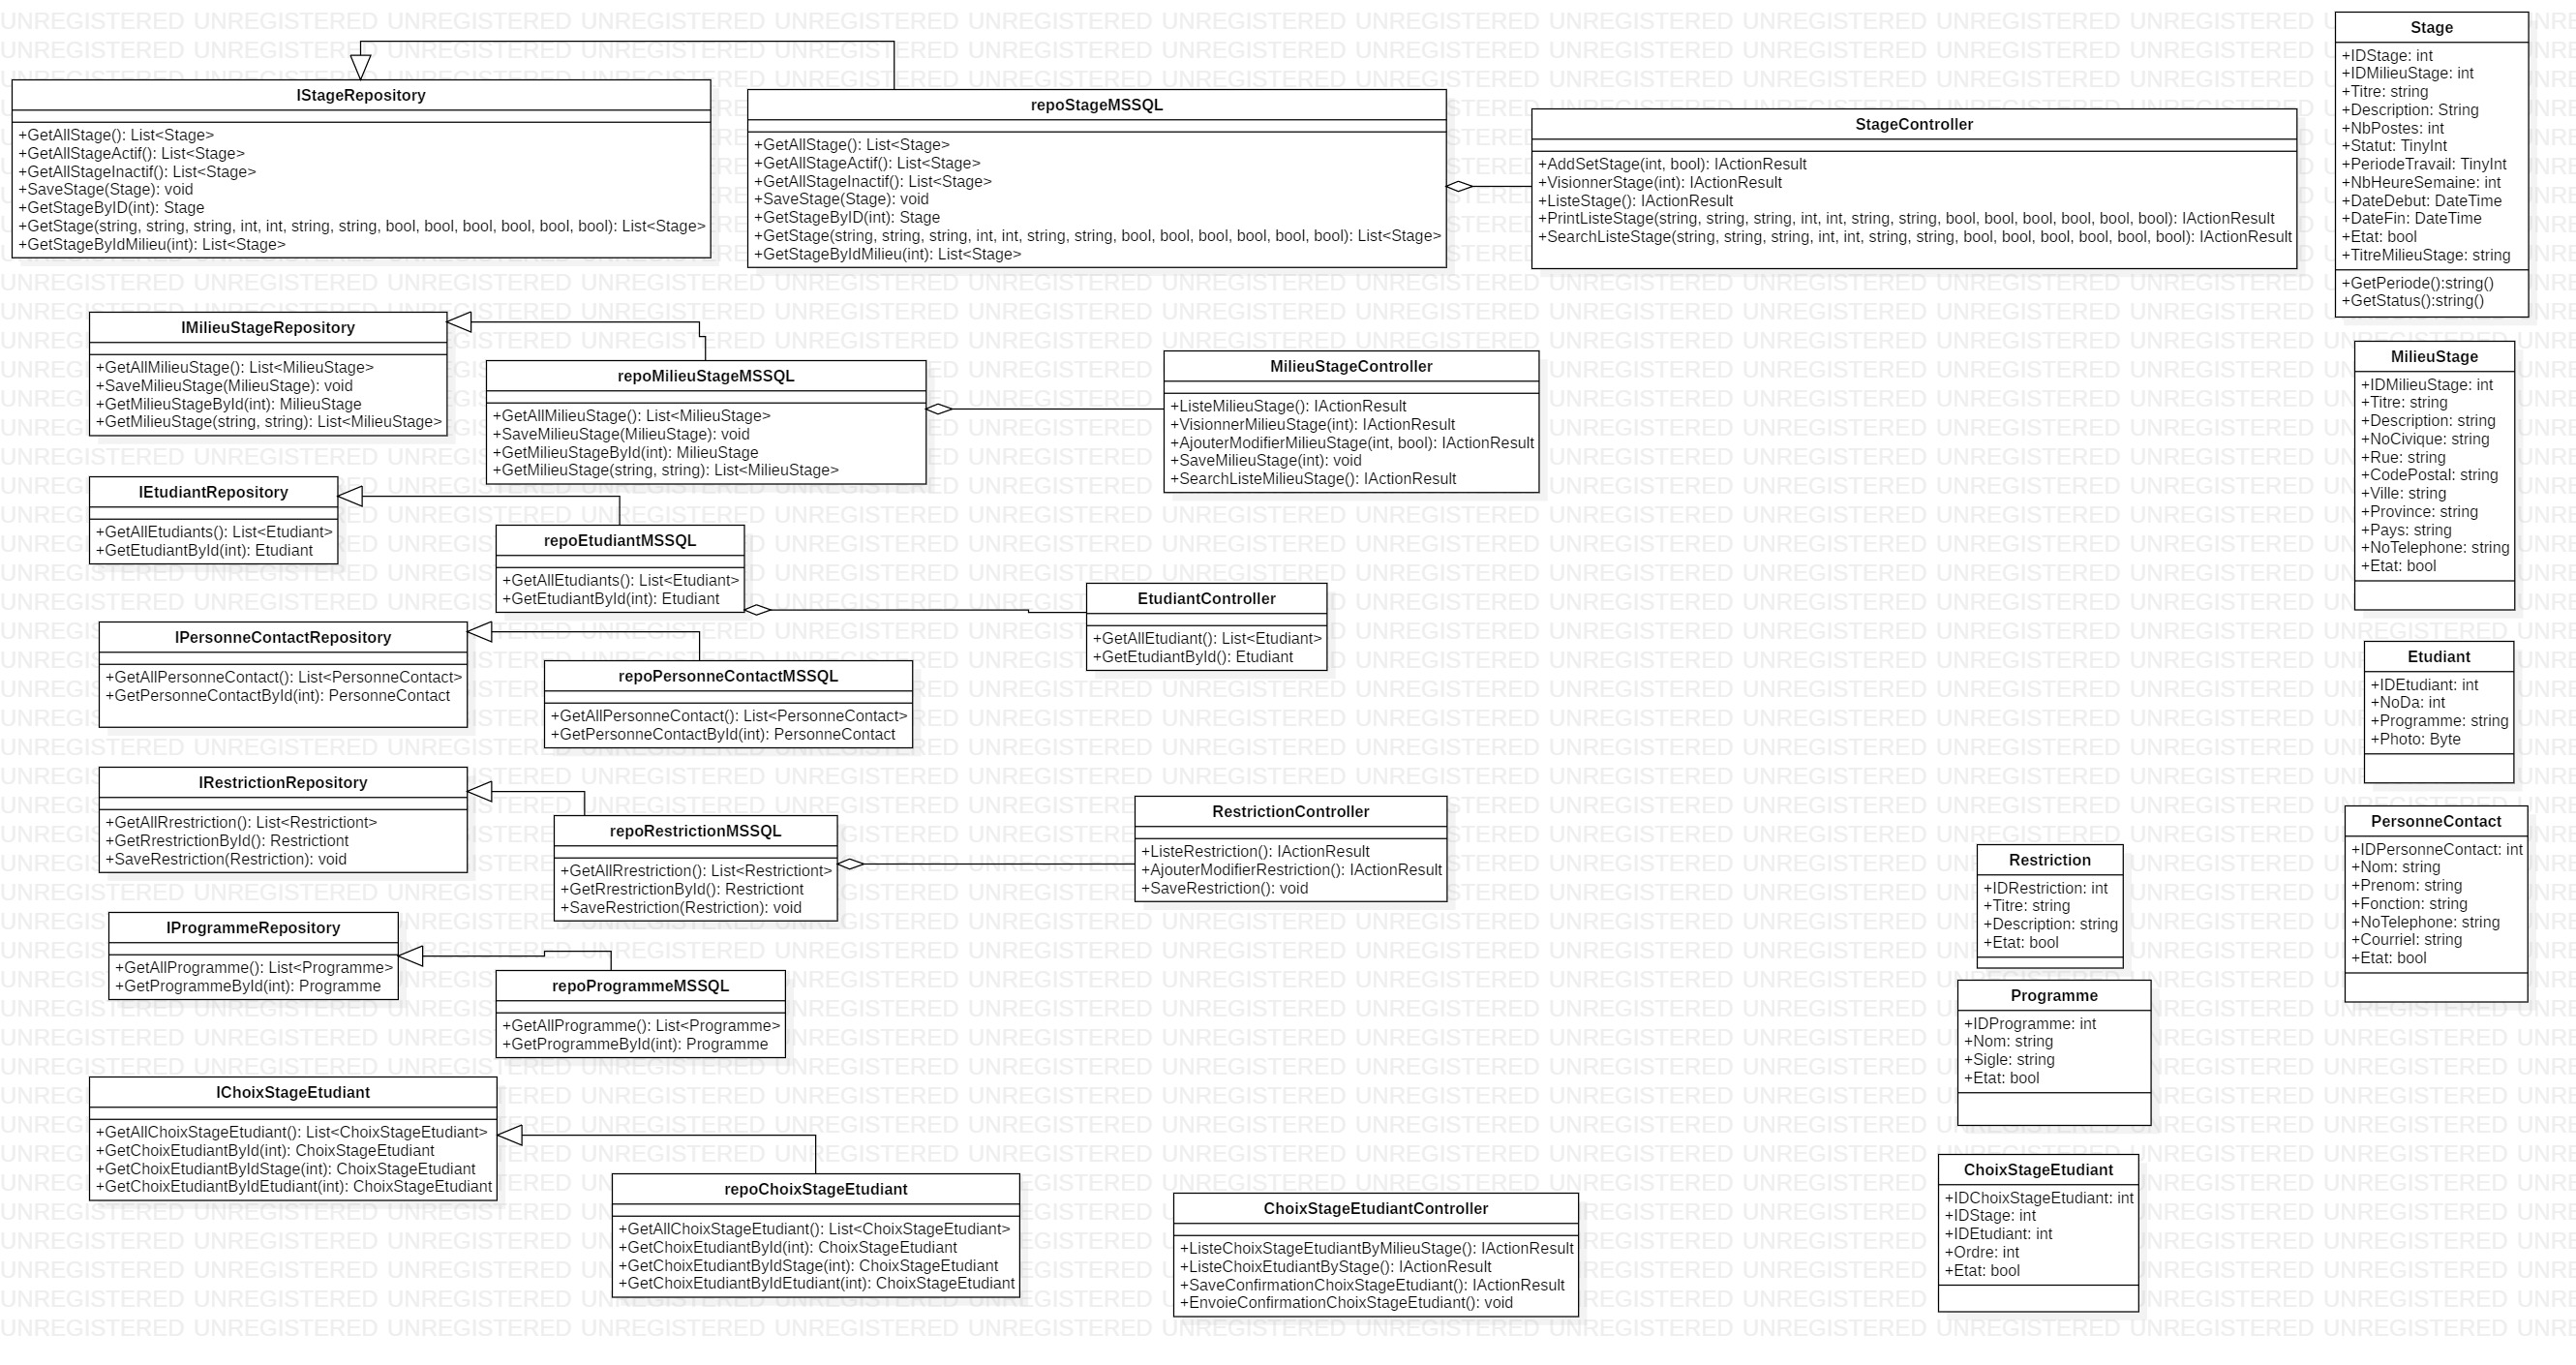 IStageRepository
+GetAllStage(): List<Stage>
+GetAllStageActif(): List<Stage>
+GetAllStageInactif(): List<Stage>
+SaveStage(Stage): void
+GetStageByID(int): Stage
+GetStage(string, string, string, int, int, string, string, bool, bool, bool, bool, bool, bool): List<Stage>
+GetStageByIdMilieu(int): List<Stage>
repoStageMSSQL
+GetAllStage(): List<Stage>
+GetAllStageActif(): List<Stage>
+GetAllStageInactif(): List<Stage>
+SaveStage(Stage): void
+GetStageByID(int): Stage
+GetStage(string, string, string, int, int, string, string, bool, bool, bool, bool, bool, bool): List<Stage>
+GetStageByIdMilieu(int): List<Stage>
StageController
+AddSetStage(int, bool): IActionResult
+VisionnerStage(int): IActionResult
+ListeStage(): IActionResult
+PrintListeStage(string, string, string, int, int, string, string, bool, bool, bool, bool, bool, bool): IActionResult
+SearchListeStage(string, string, string, int, int, string, string, bool, bool, bool, bool, bool, bool): IActionResult
Stage
+IDStage: int
+IDMilieuStage: int
+Titre: string
+Description: String
+NbPostes: int
+Statut: TinyInt
+PeriodeTravail: TinyInt
+NbHeureSemaine: int
+DateDebut: DateTime
+DateFin: DateTime
+Etat: bool
+TitreMilieuStage: string
+GetPeriode():string()
+GetStatus():string()
IMilieuStageRepository
+GetAllMilieuStage(): List<MilieuStage>
+SaveMilieuStage(MilieuStage): void
+GetMilieuStageById(int): MilieuStage
+GetMilieuStage(string, string): List<MilieuStage>
repoMilieuStageMSSQL
+GetAllMilieuStage(): List<MilieuStage>
+SaveMilieuStage(MilieuStage): void
+GetMilieuStageById(int): MilieuStage
+GetMilieuStage(string, string): List<MilieuStage>
MilieuStageController
+ListeMilieuStage(): IActionResult
+VisionnerMilieuStage(int): IActionResult
+AjouterModifierMilieuStage(int, bool): IActionResult
+SaveMilieuStage(int): void
+SearchListeMilieuStage(): IActionResult
MilieuStage
+IDMilieuStage: int
+Titre: string
+Description: string
+NoCivique: string
+Rue: string
+CodePostal: string
+Ville: string
+Province: string
+Pays: string
+NoTelephone: string
+Etat: bool
IEtudiantRepository
+GetAllEtudiants(): List<Etudiant>
+GetEtudiantById(int): Etudiant
repoEtudiantMSSQL
+GetAllEtudiants(): List<Etudiant>
+GetEtudiantById(int): Etudiant
EtudiantController
+GetAllEtudiant(): List<Etudiant>
+GetEtudiantById(): Etudiant
Etudiant
+IDEtudiant: int
+NoDa: int
+Programme: string
+Photo: Byte
IPersonneContactRepository
+GetAllPersonneContact(): List<PersonneContact>
+GetPersonneContactById(int): PersonneContact
repoPersonneContactMSSQL
+GetAllPersonneContact(): List<PersonneContact>
+GetPersonneContactById(int): PersonneContact
PersonneContact
+IDPersonneContact: int
+Nom: string
+Prenom: string
+Fonction: string
+NoTelephone: string
+Courriel: string
+Etat: bool
IRestrictionRepository
+GetAllRrestriction(): List<Restrictiont>
+GetRrestrictionById(): Restrictiont
+SaveRestriction(Restriction): void
repoRestrictionMSSQL
+GetAllRrestriction(): List<Restrictiont>
+GetRrestrictionById(): Restrictiont
+SaveRestriction(Restriction): void
RestrictionController
+ListeRestriction(): IActionResult
+AjouterModifierRestriction(): IActionResult
+SaveRestriction(): void
Restriction
+IDRestriction: int
+Titre: string
+Description: string
+Etat: bool
IProgrammeRepository
+GetAllProgramme(): List<Programme>
+GetProgrammeById(int): Programme
repoProgrammeMSSQL
+GetAllProgramme(): List<Programme>
+GetProgrammeById(int): Programme
Programme
+IDProgramme: int
+Nom: string
+Sigle: string
+Etat: bool
IChoixStageEtudiant
+GetAllChoixStageEtudiant(): List<ChoixStageEtudiant>
+GetChoixEtudiantById(int): ChoixStageEtudiant
+GetChoixEtudiantByIdStage(int): ChoixStageEtudiant
+GetChoixEtudiantByIdEtudiant(int): ChoixStageEtudiant
repoChoixStageEtudiant
+GetAllChoixStageEtudiant(): List<ChoixStageEtudiant>
+GetChoixEtudiantById(int): ChoixStageEtudiant
+GetChoixEtudiantByIdStage(int): ChoixStageEtudiant
+GetChoixEtudiantByIdEtudiant(int): ChoixStageEtudiant
ChoixStageEtudiantController
+ListeChoixStageEtudiantByMilieuStage(): IActionResult
+ListeChoixEtudiantByStage(): IActionResult
+SaveConfirmationChoixStageEtudiant(): IActionResult
+EnvoieConfirmationChoixStageEtudiant(): void
ChoixStageEtudiant
+IDChoixStageEtudiant: int
+IDStage: int
+IDEtudiant: int
+Ordre: int
+Etat: bool
UNREGISTERED